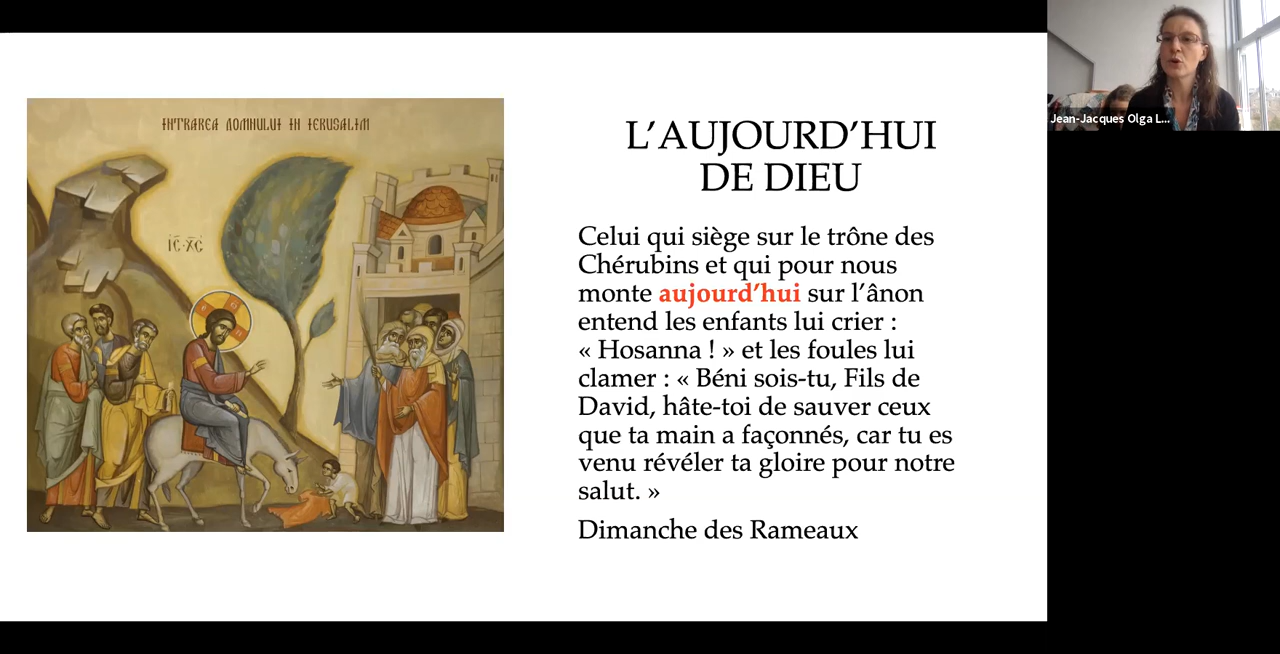 ÎNTRAREA DOMNULUI ÎN IERUSALIM
IC·XC
L’AUJOURD’HUI
DE DIEU
Celui qui siège sur le trône des
Chérubins et qui pour nous
monte aujourd’hui sur l’ânon
entend les enfants lui crier :
« Hosanna ! » et les foules lui
clamer : « Béni sois-tu, Fils de
David, hâte-toi de sauver ceux
que ta main a façonnés, car tu es
venu révéler ta gloire pour notre
salut. »
Dimanche des Rameaux
Jean-Jacques Olga L...